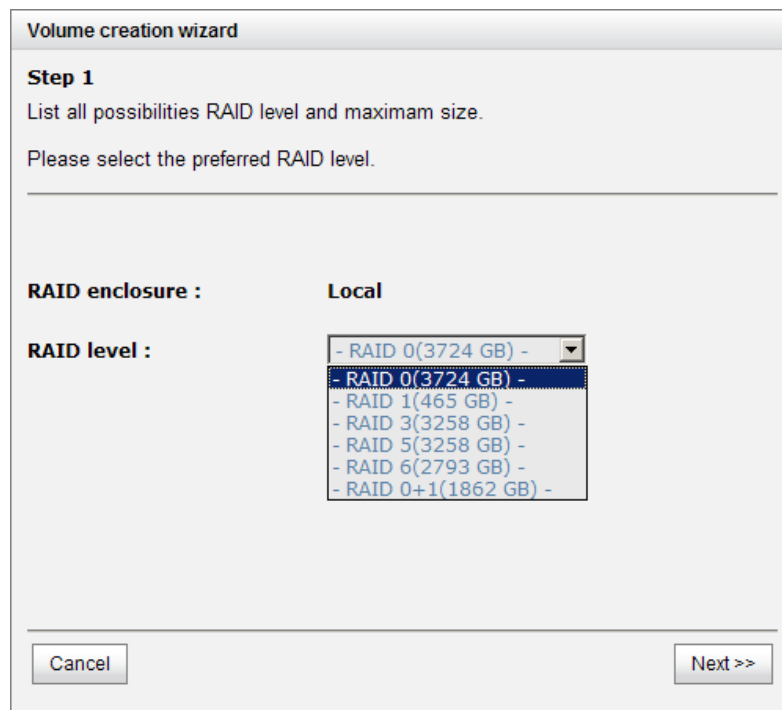 Volume creation wizard
Step 1
List all possibilities RAID level and maximam size.
Please select the preferred RAID level.
RAID enclosure : Local
RAID level : - RAID 0(3724 GB) -
- RAID 0(3724 GB) -
- RAID 1(465 GB) -
- RAID 3(3258 GB) -
- RAID 5(3258 GB) -
- RAID 6(2793 GB) -
- RAID 0+1(1862 GB) -
Cancel Next >>